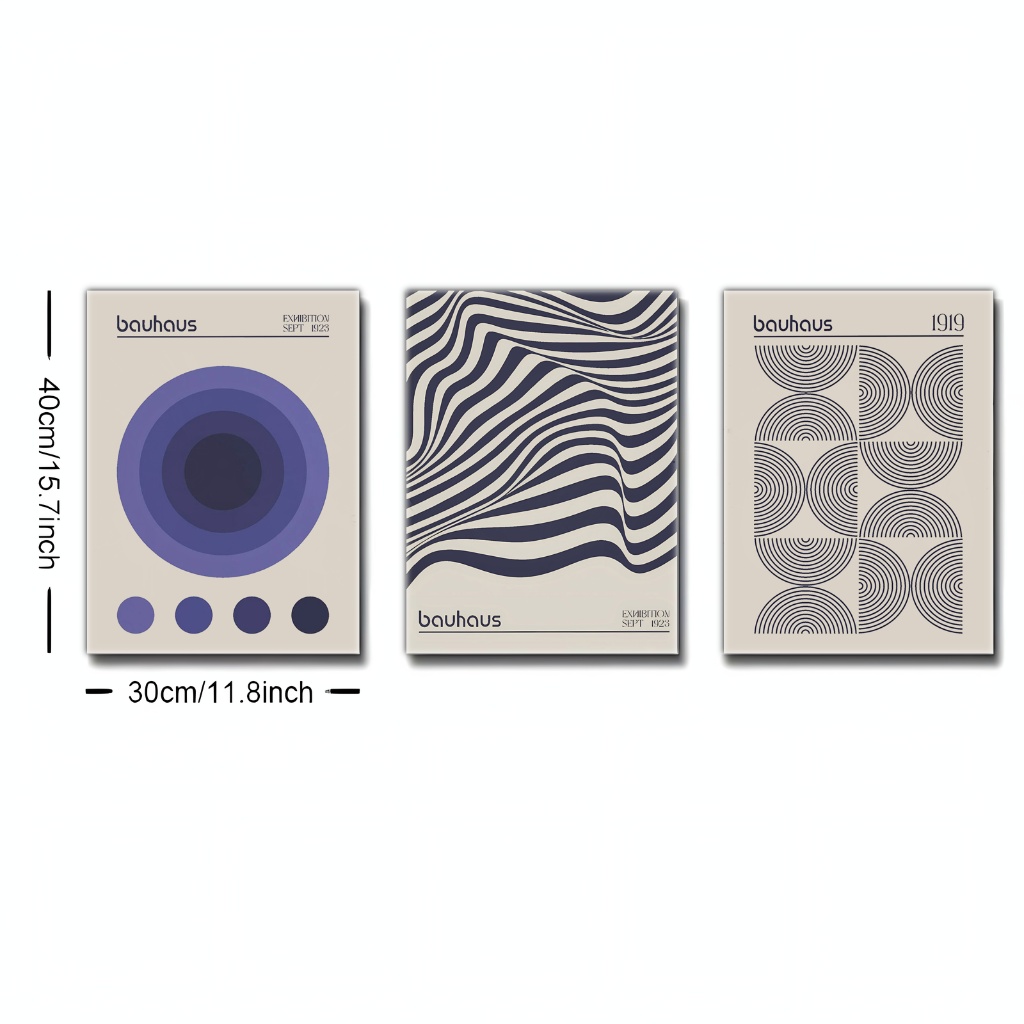 bauhaus
EXHIBITION
SEPT 1923
40cm/15.7inch
30cm/11.8inch
bauhaus
EXHIBITION
SEPT 1923
bauhaus
1919